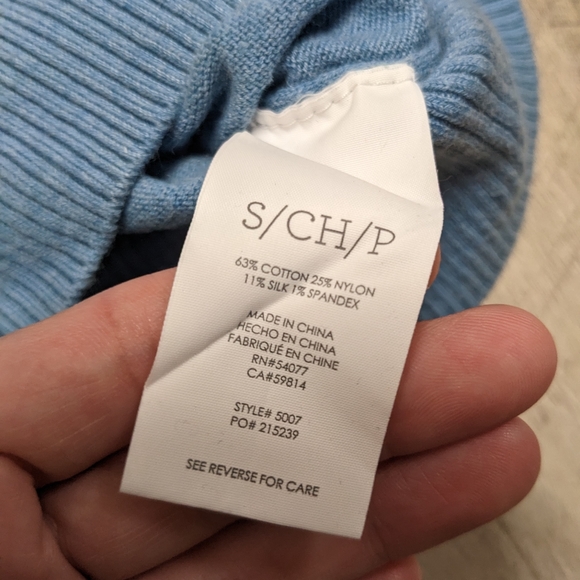 S/CH/P
63% COTTON 25% NYLON
11% SILK 1% SPANDEX
MADE IN CHINA
HECHO EN CHINA
FABRIQUÉ EN CHINE
RN#54077
CA#59814
STYLE# 5007
PO# 215239
SEE REVERSE FOR CARE